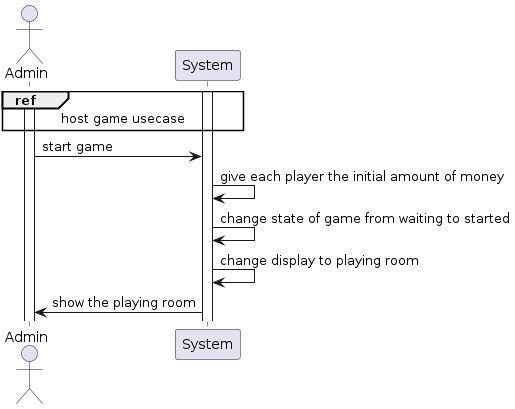 Admin
System
ref
host game usecase
start game
give each player the initial amount of money
change state of game from waiting to started
change display to playing room
show the playing room
Admin
System